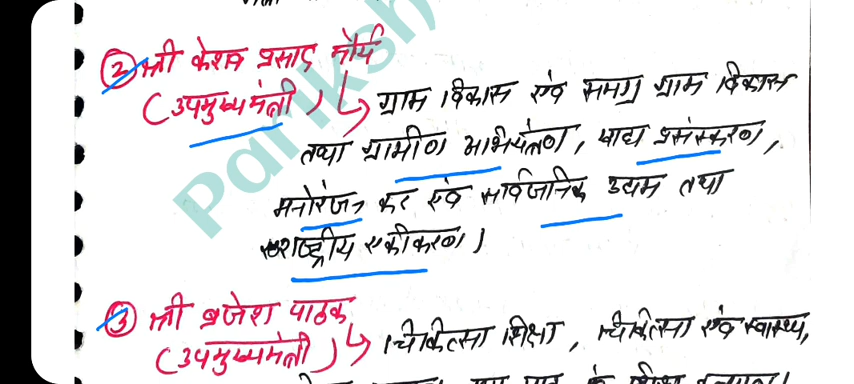 ② श्री केशव प्रसाद मौर्य
(उपमुख्यमंत्री) ↳ ग्राम विकास एवं समग्र ग्राम विकास
तथा ग्रामीण अभियंत्रण, खाद्य प्रसंस्करण,
मनोरंजन कर एवं सार्वजनिक उद्यम तथा
राष्ट्रीय एकीकरण।
③ श्री ब्रजेश पाठक
(उपमुख्यमंत्री) ↳ चिकित्सा शिक्षा, चिकित्सा एवं स्वास्थ्य,
Pariksh